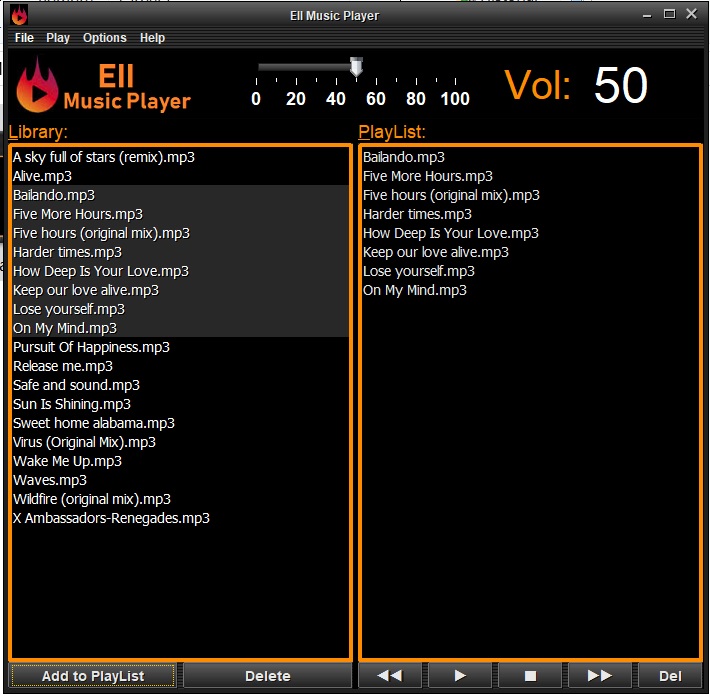 Ell Music Player
File Play Options Help
Ell
Music Player
0 20 40 60 80 100
Vol: 50
Library:
A sky full of stars (remix).mp3
Alive.mp3
Bailando.mp3
Five More Hours.mp3
Five hours (original mix).mp3
Harder times.mp3
How Deep Is Your Love.mp3
Keep our love alive.mp3
Lose yourself.mp3
On My Mind.mp3
Pursuit Of Happiness.mp3
Release me.mp3
Safe and sound.mp3
Sun Is Shining.mp3
Sweet home alabama.mp3
Virus (Original Mix).mp3
Wake Me Up.mp3
Waves.mp3
Wildfire (original mix).mp3
X Ambassadors-Renegades.mp3
PlayList:
Bailando.mp3
Five More Hours.mp3
Five hours (original mix).mp3
Harder times.mp3
How Deep Is Your Love.mp3
Keep our love alive.mp3
Lose yourself.mp3
On My Mind.mp3
Add to PlayList Delete Del